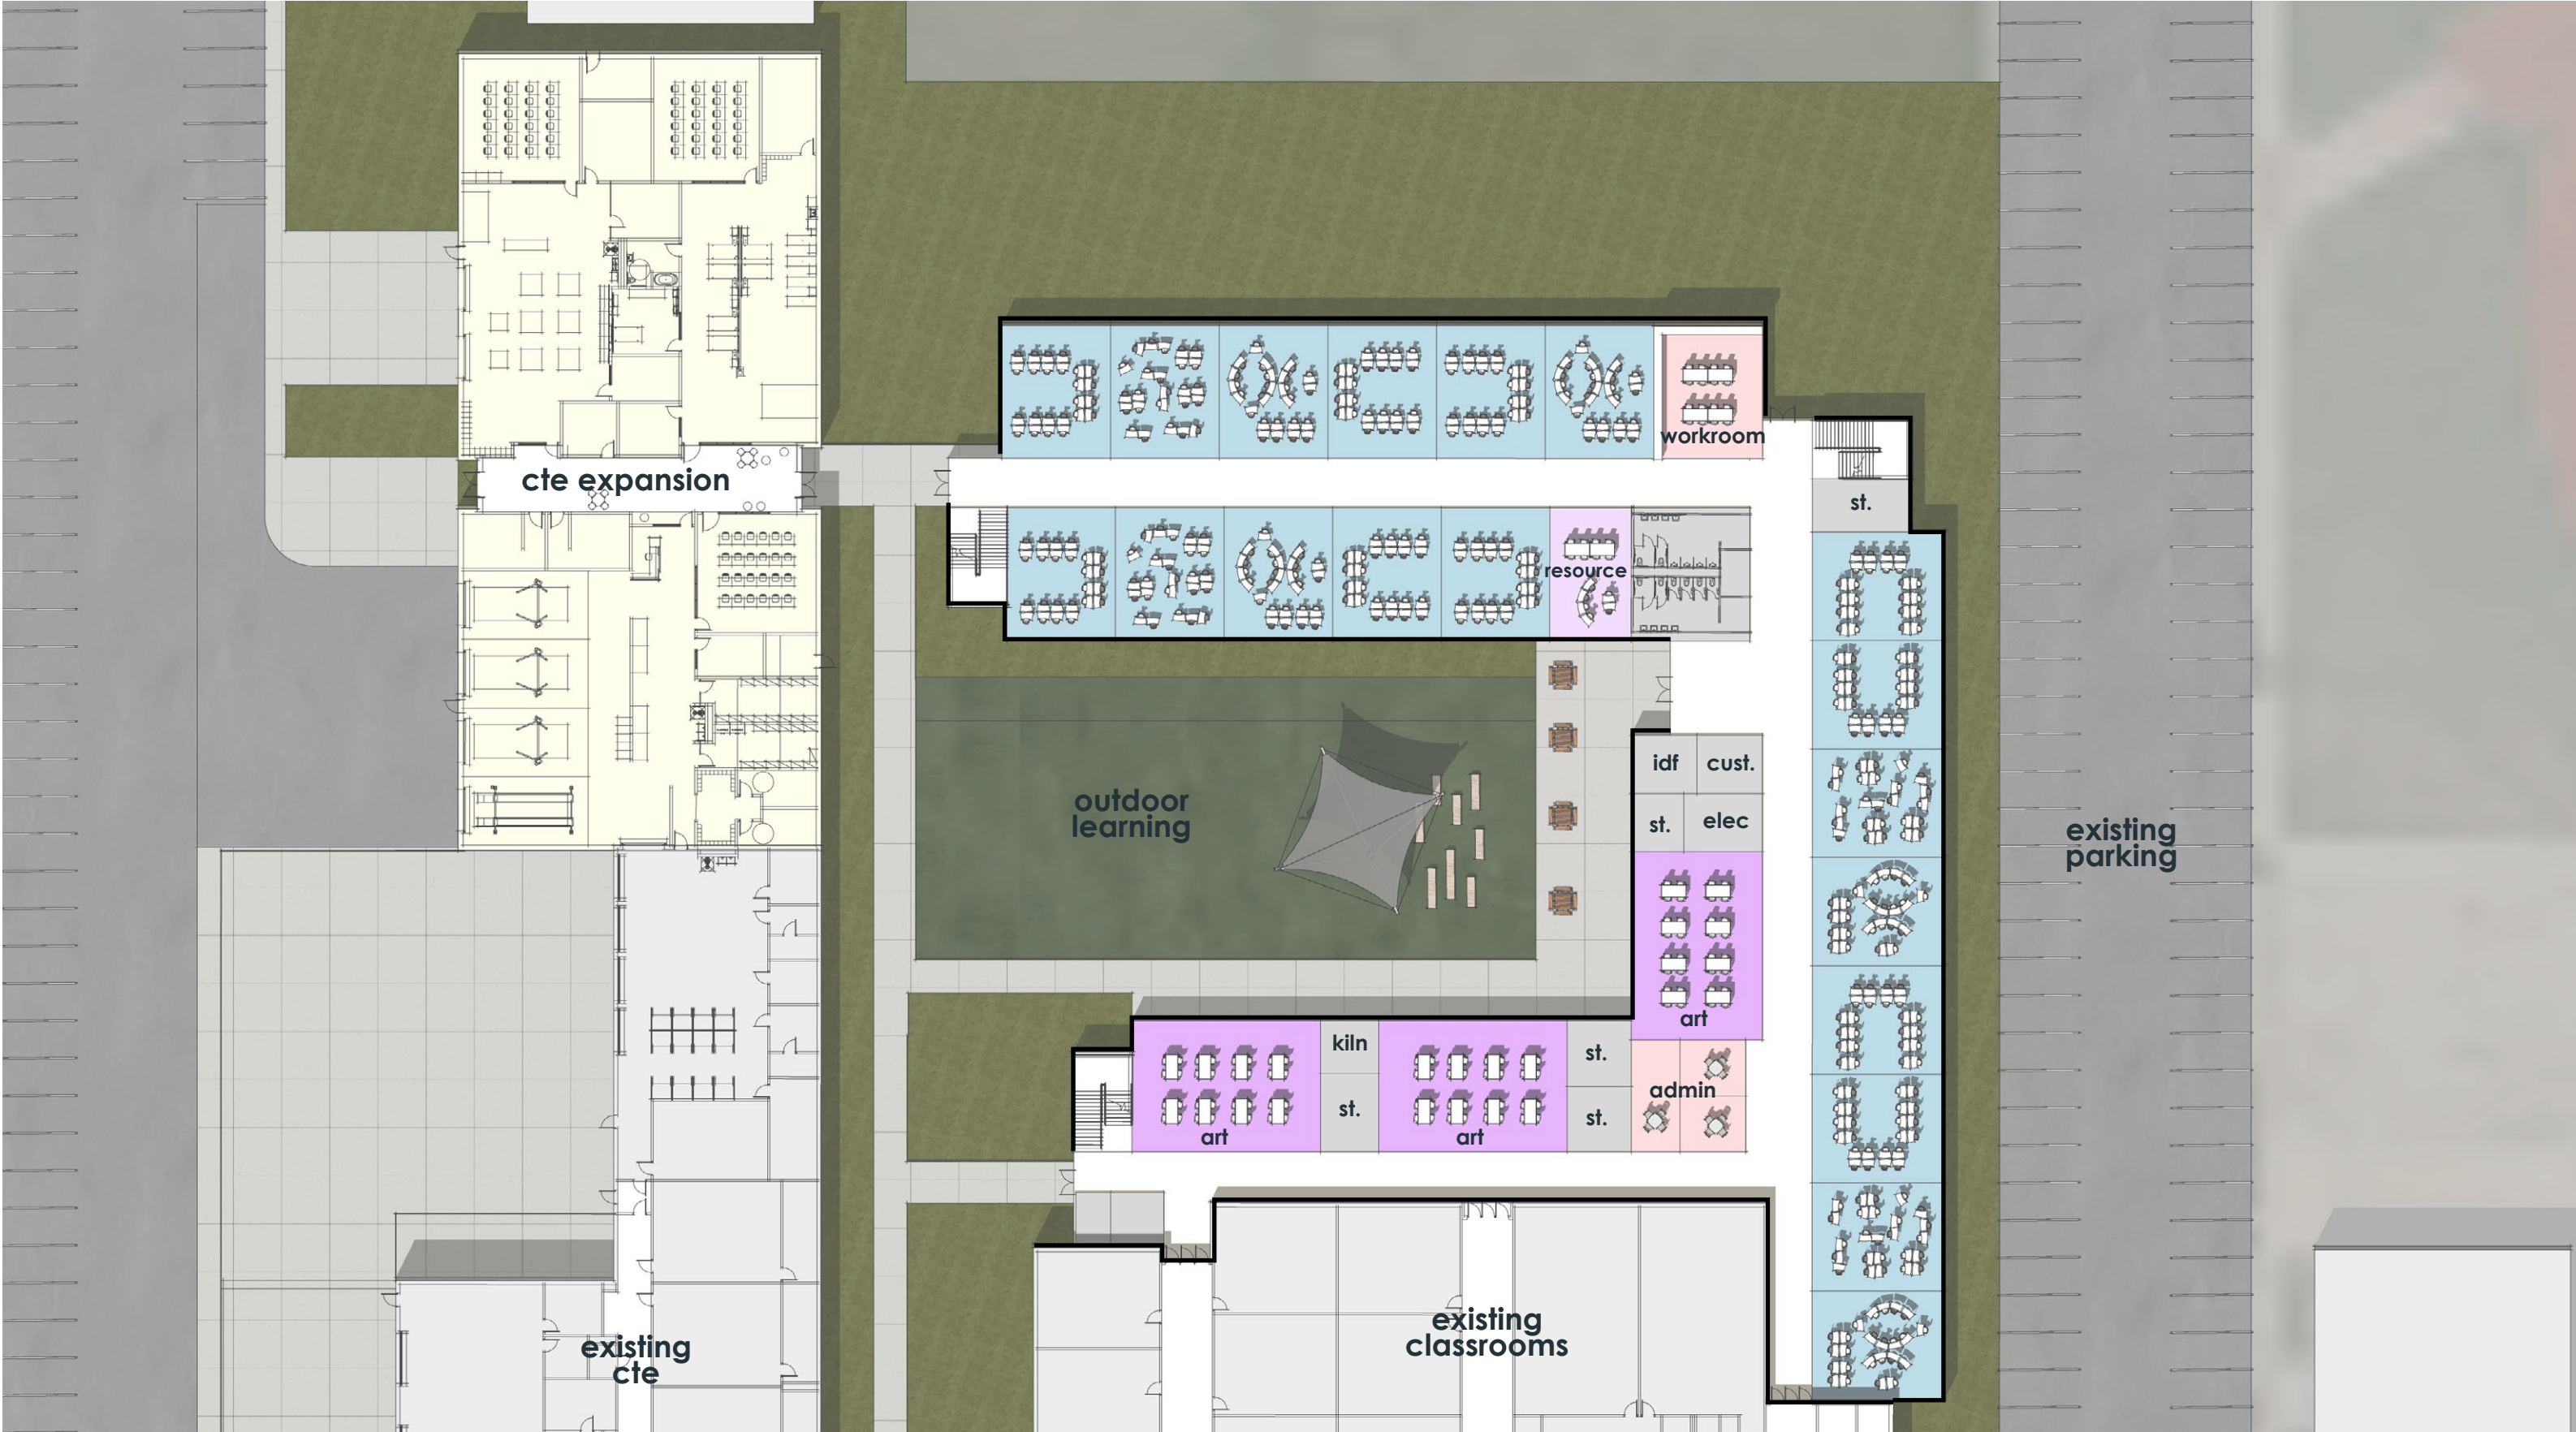 workroom
cte expansion
st.
resource
idf
cust.
outdoor
learning
st.
elec
existing
parking
art
kiln
st.
admin
st.
st.
art
art
existing
classrooms
existing
cte